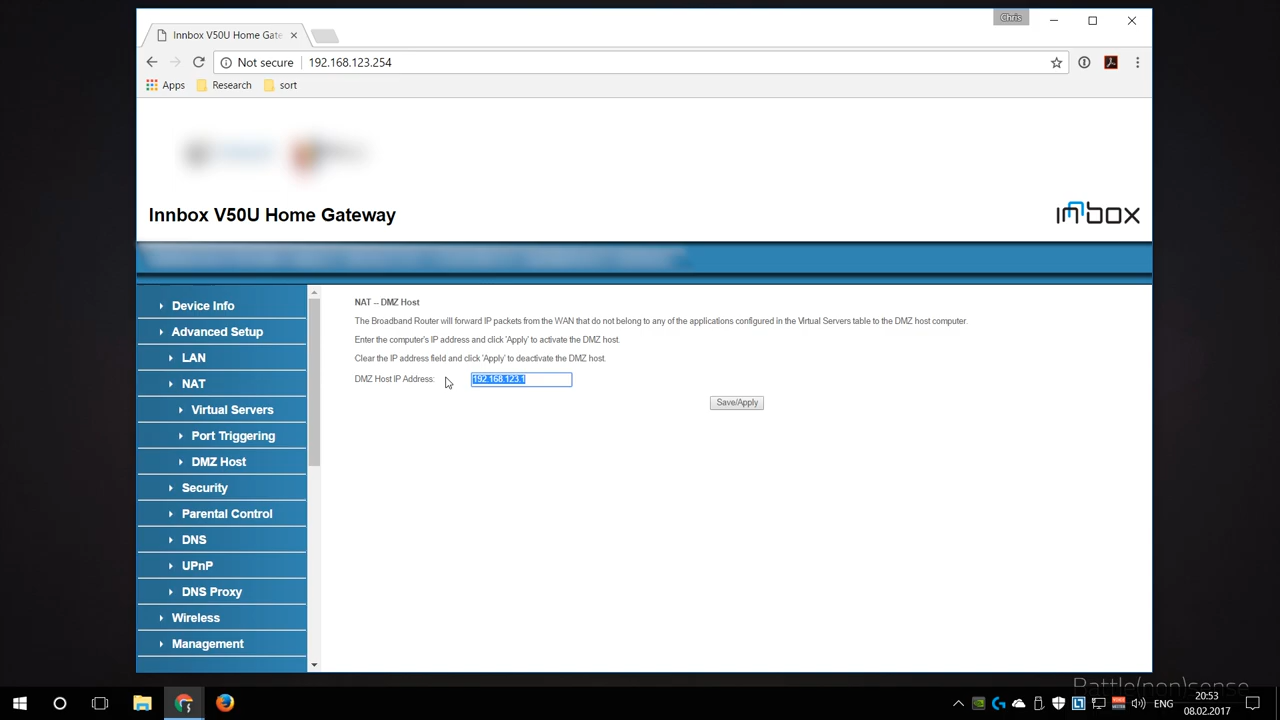 Chris
Innbox V50U Home Gate
Not secure
192.168.123.254
Apps
Research
sort
Innbox V50U Home Gateway
innbox
Device Info
Advanced Setup
LAN
NAT
Virtual Servers
Port Triggering
DMZ Host
Security
Parental Control
DNS
UPnP
DNS Proxy
Wireless
Management
NAT -- DMZ Host
The Broadband Router will forward IP packets from the WAN that do not belong to any of the applications configured in the Virtual Servers table to the DMZ host computer.
Enter the computer's IP address and click 'Apply' to activate the DMZ host.
Clear the IP address field and click 'Apply' to deactivate the DMZ host.
DMZ Host IP Address: 192.168.123.1
Save/Apply
Battle(non)sense
ENG
20:53
08.02.2017